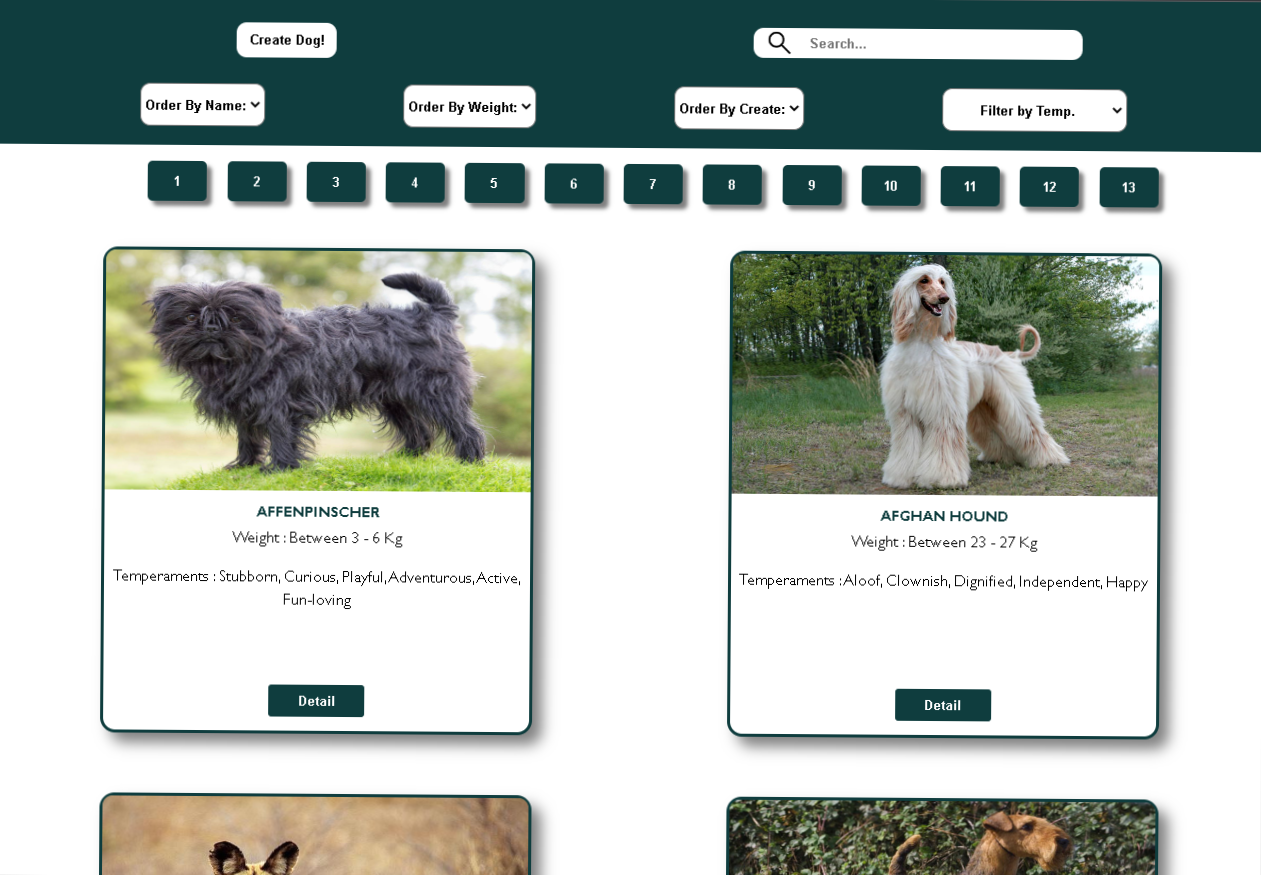 Create Dog!
Search...
Order By Name:
Order By Weight:
Order By Create:
Filter by Temp.
1 2 3 4 5 6 7 8 9 10 11 12 13
AFFENPINSCHER
Weight : Between 3 - 6 Kg
Temperaments : Stubborn, Curious, Playful, Adventurous, Active,
Fun-loving
Detail
AFGHAN HOUND
Weight : Between 23 - 27 Kg
Temperaments : Aloof, Clownish, Dignified, Independent, Happy
Detail